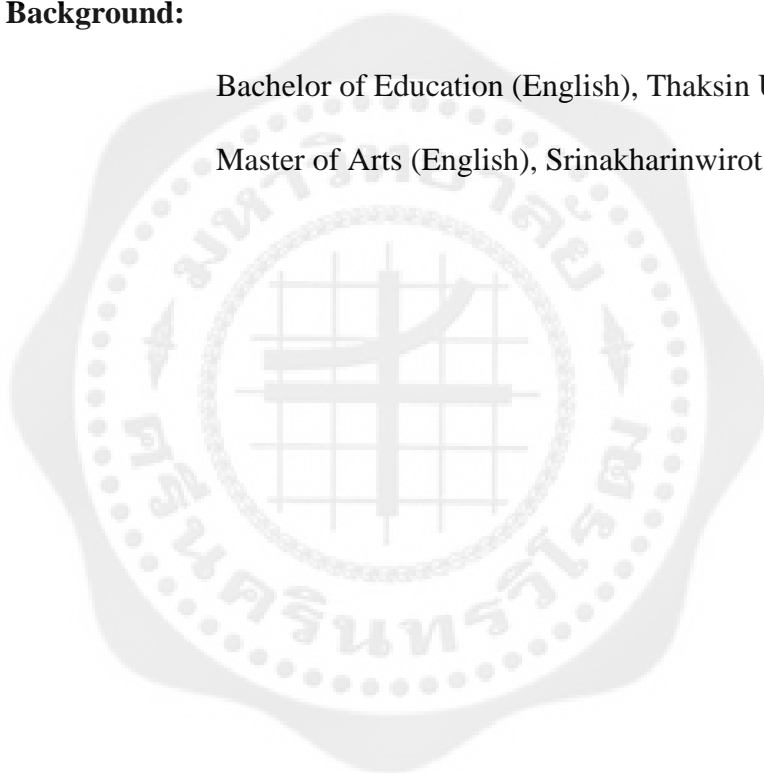 Background:
Bachelor of Education (English), Thaksin
Master of Arts (English), Srinakharinwirot
มหาวิทยาลัย
ศรีนครินทรวิโรฒ